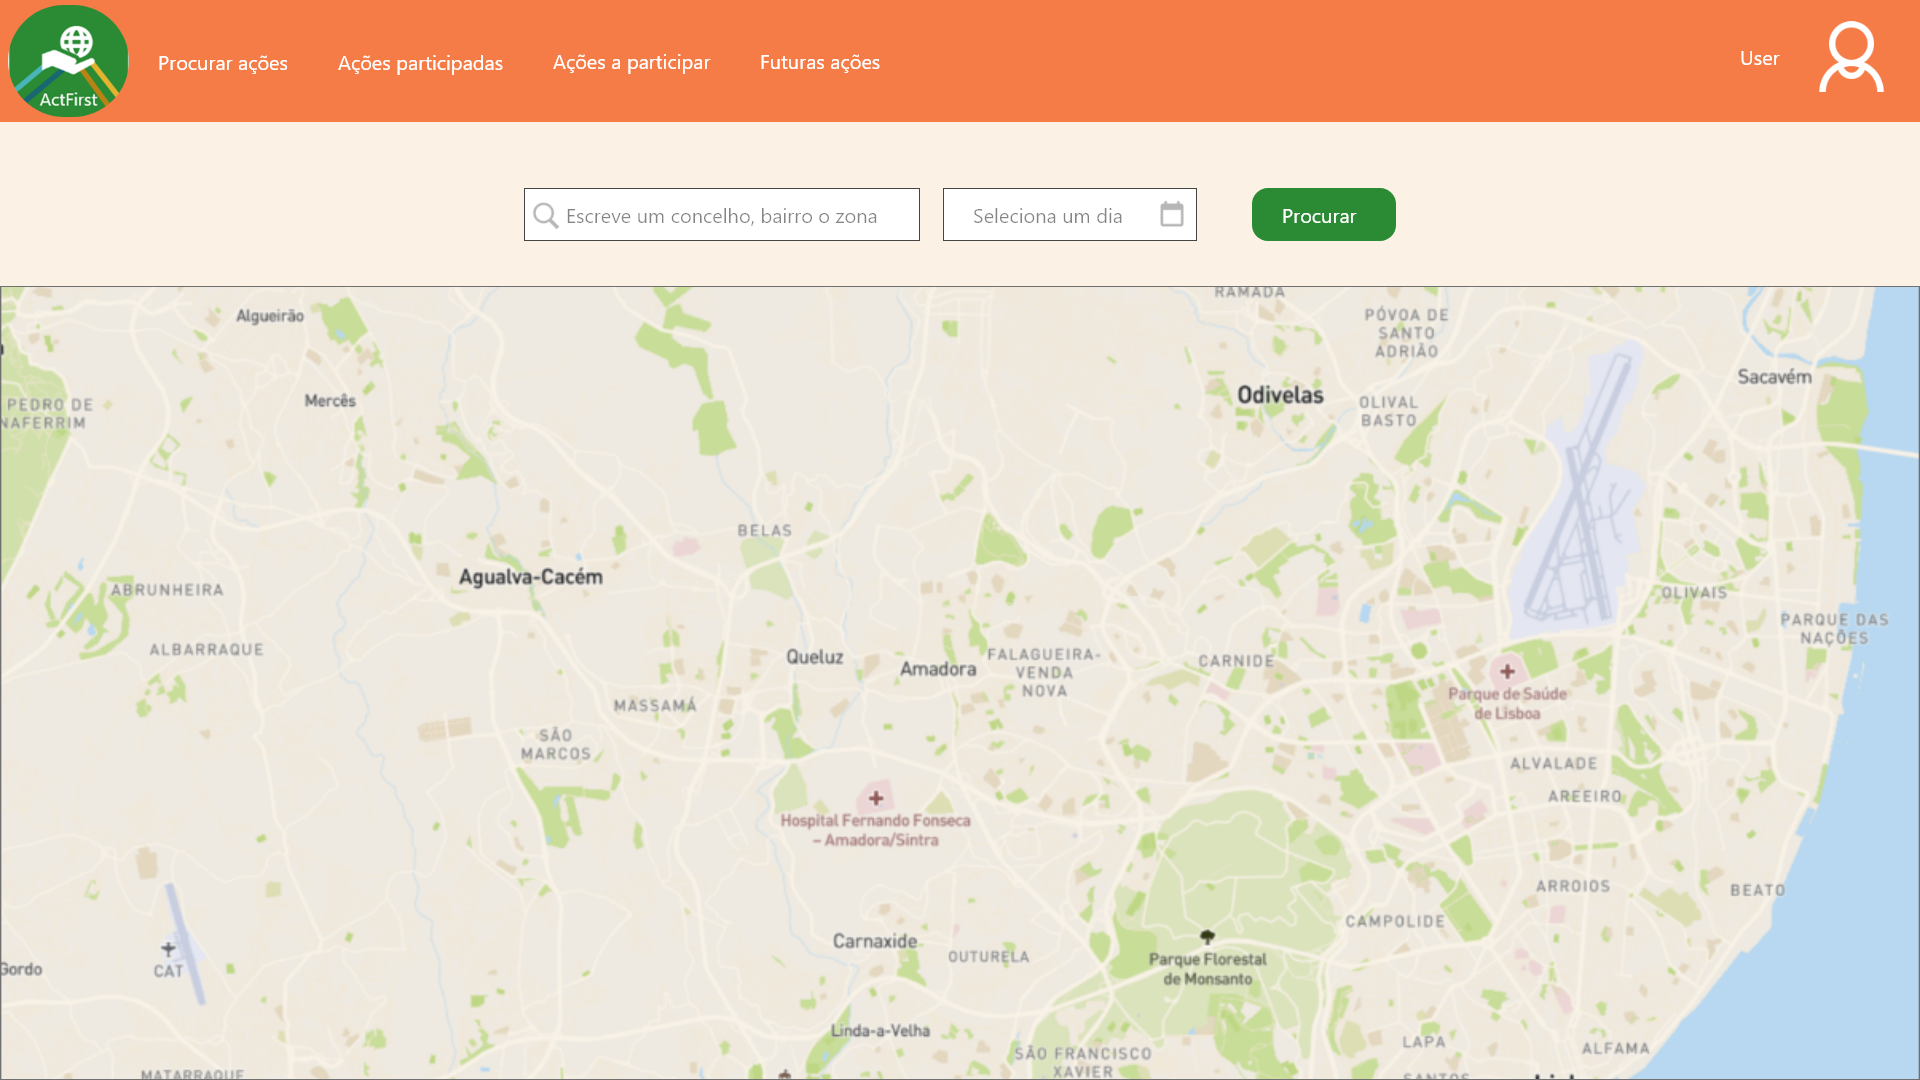 ActFirst
Procurar ações
Ações participadas
Ações a participar
Futuras ações
User
Escreve um concelho, bairro o zona
Seleciona um dia
Procurar
RAMADA
Algueirão
PÓVOA DE
SANTO
ADRIÃO
Sacavém
Odivelas
Mercês
PEDRO DE
NAFERRIM
OLIVAL
BASTO
BELAS
Agualva-Cacém
ABRUNHEIRA
OLIVAIS
PARQUE DAS
NAÇÕES
ALBARRAQUE
Queluz
Amadora
FALAGUEIRA-
VENDA
NOVA
CARNIDE
Parque de Saúde
de Lisboa
MASSAMÁ
SÃO
MARCOS
ALVALADE
AREEIRO
Hospital Fernando Fonseca
– Amadora/Sintra
ARROIOS
BEATO
CAMPOLIDE
Carnaxide
OUTURELA
Parque Florestal
de Monsanto
Gordo
CAT
Linda-a-Velha
SÃO FRANCISCO
XAVIER
LAPA
ALFAMA
MATARRAQUE
SANTOS